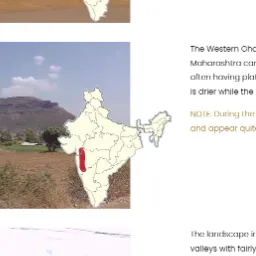 The Western Gha
Maharashtra can
often having plat
is drier while the
NOTE: During the
and appear quit
The landscape i
valleys with fairly